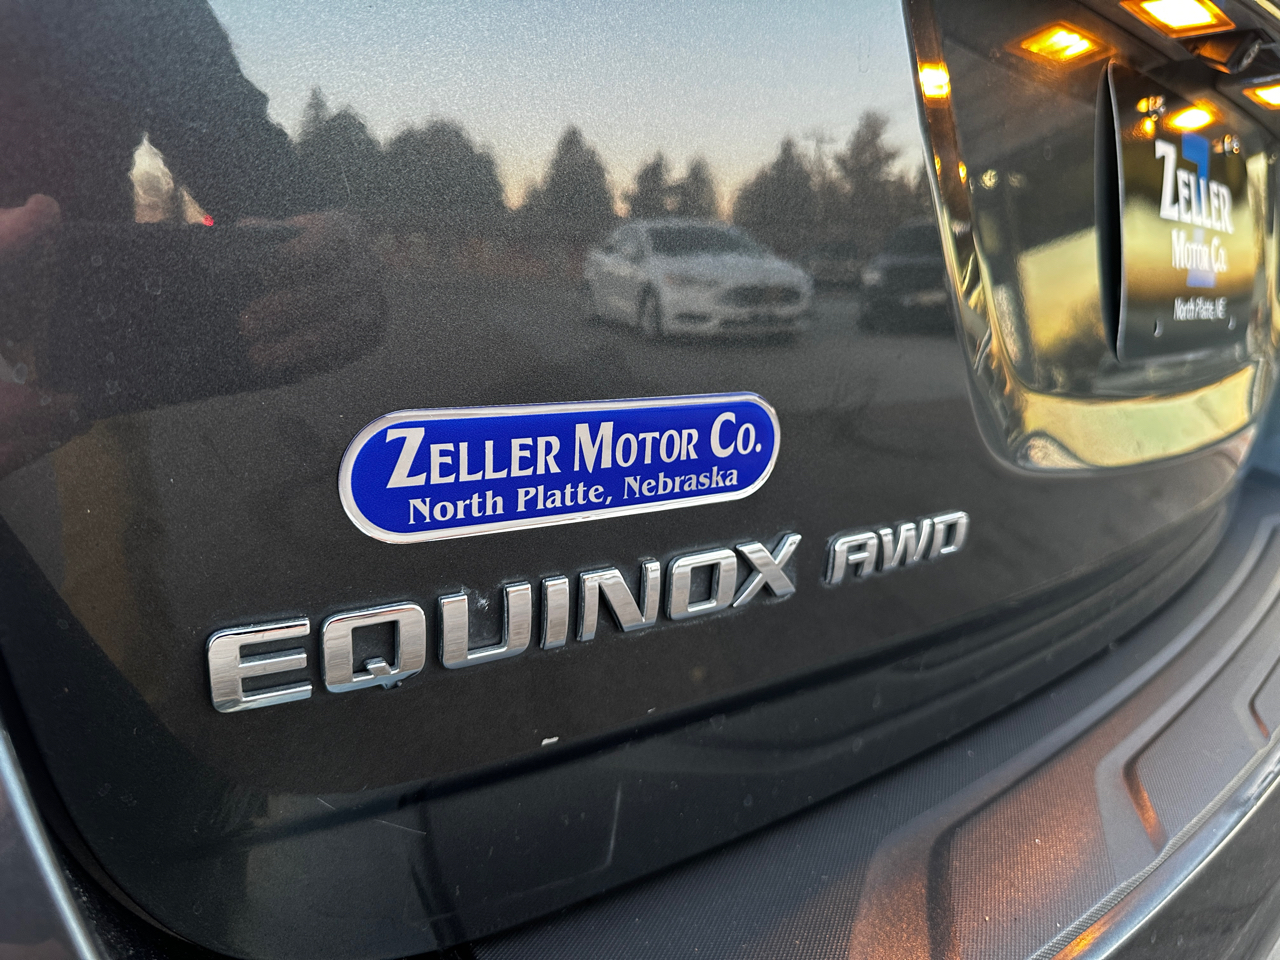 ZELLER MOTOR CO.
North Platte, Nebraska
EQUINOX AWD
ZELLER
MOTOR CO.
North Platte, NE